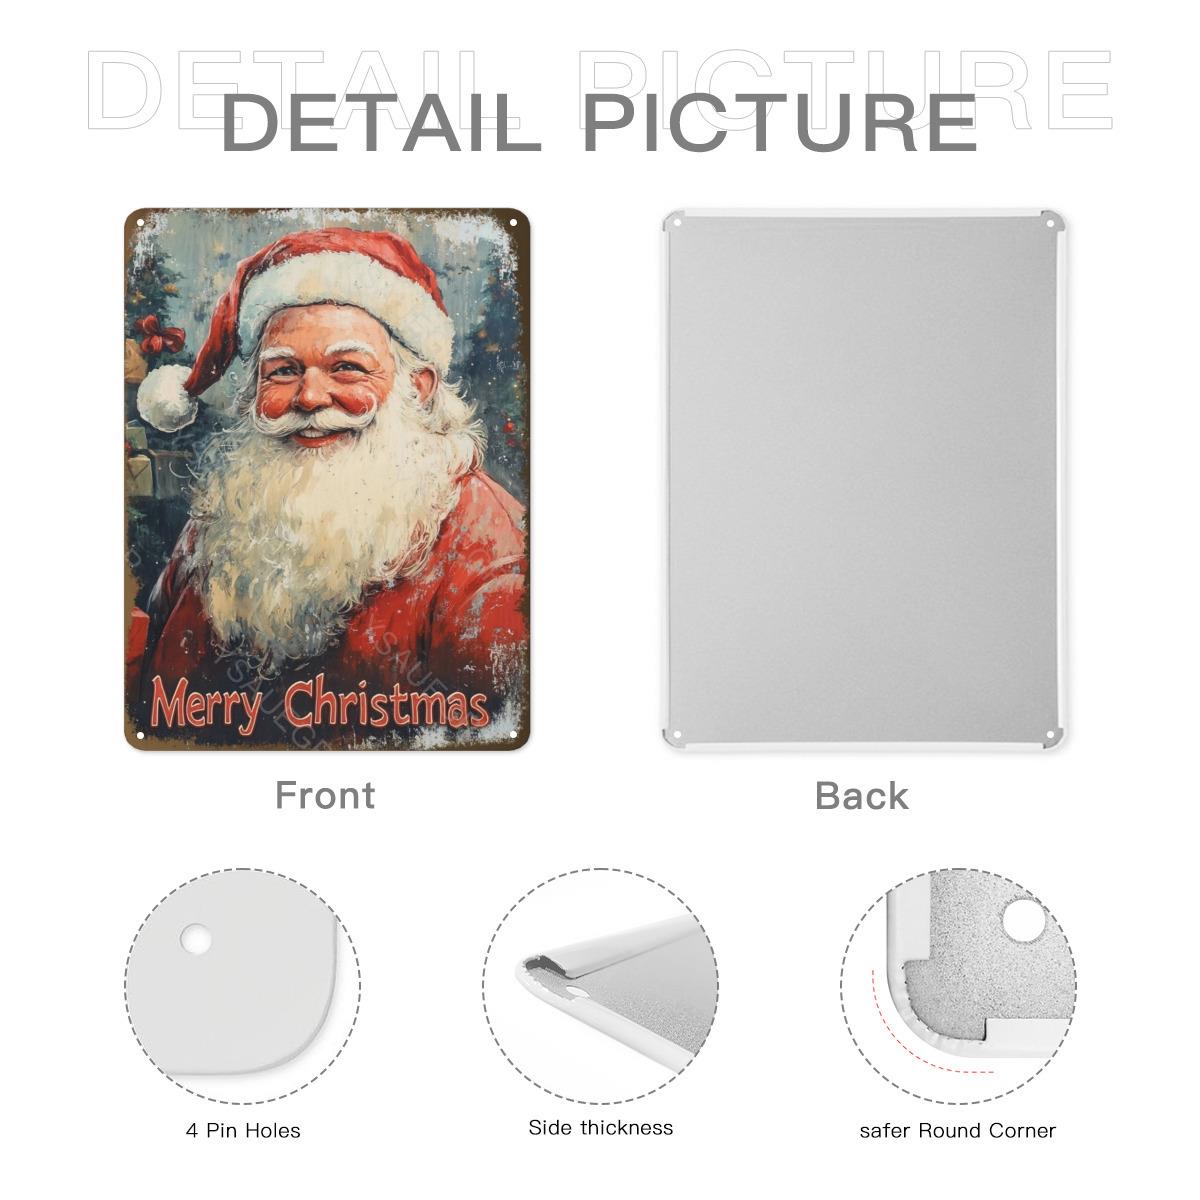 DETAIL PICTURE
DETAIL PICTURE
Merry Christmas
Front
Back
4 Pin Holes
Side thickness
safer Round Corner